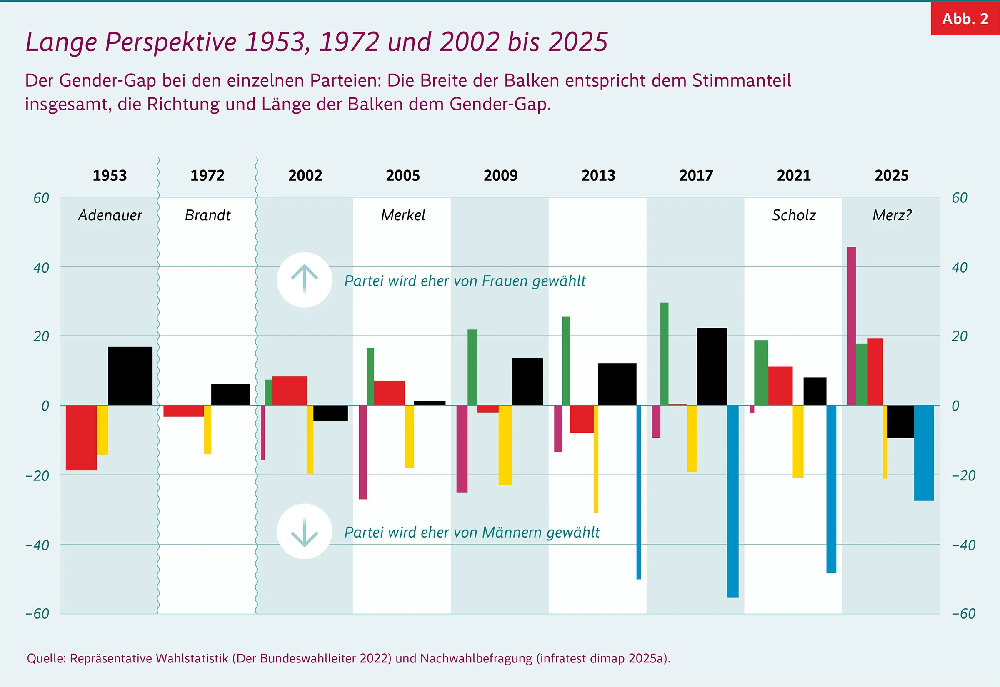 Abb. 2
Lange Perspektive 1953, 1972 und 2002 bis 2025
Der Gender-Gap bei den einzelnen Parteien: Die Breite der Balken entspricht dem Stimmanteil
insgesamt, die Richtung und Länge der Balken dem Gender-Gap.
1953 1972 2002 2005 2009 2013 2017 2021 2025
60 60
Adenauer Brandt Merkel Scholz Merz?
40 40
Partei wird eher von Frauen gewählt
20 20
0 0
−20 −20
Partei wird eher von Männern gewählt
−40 −40
−60 −60
Quelle: Repräsentative Wahlstatistik (Der Bundeswahlleiter 2022) und Nachwahlbefragung (infratest dimap 2025a).